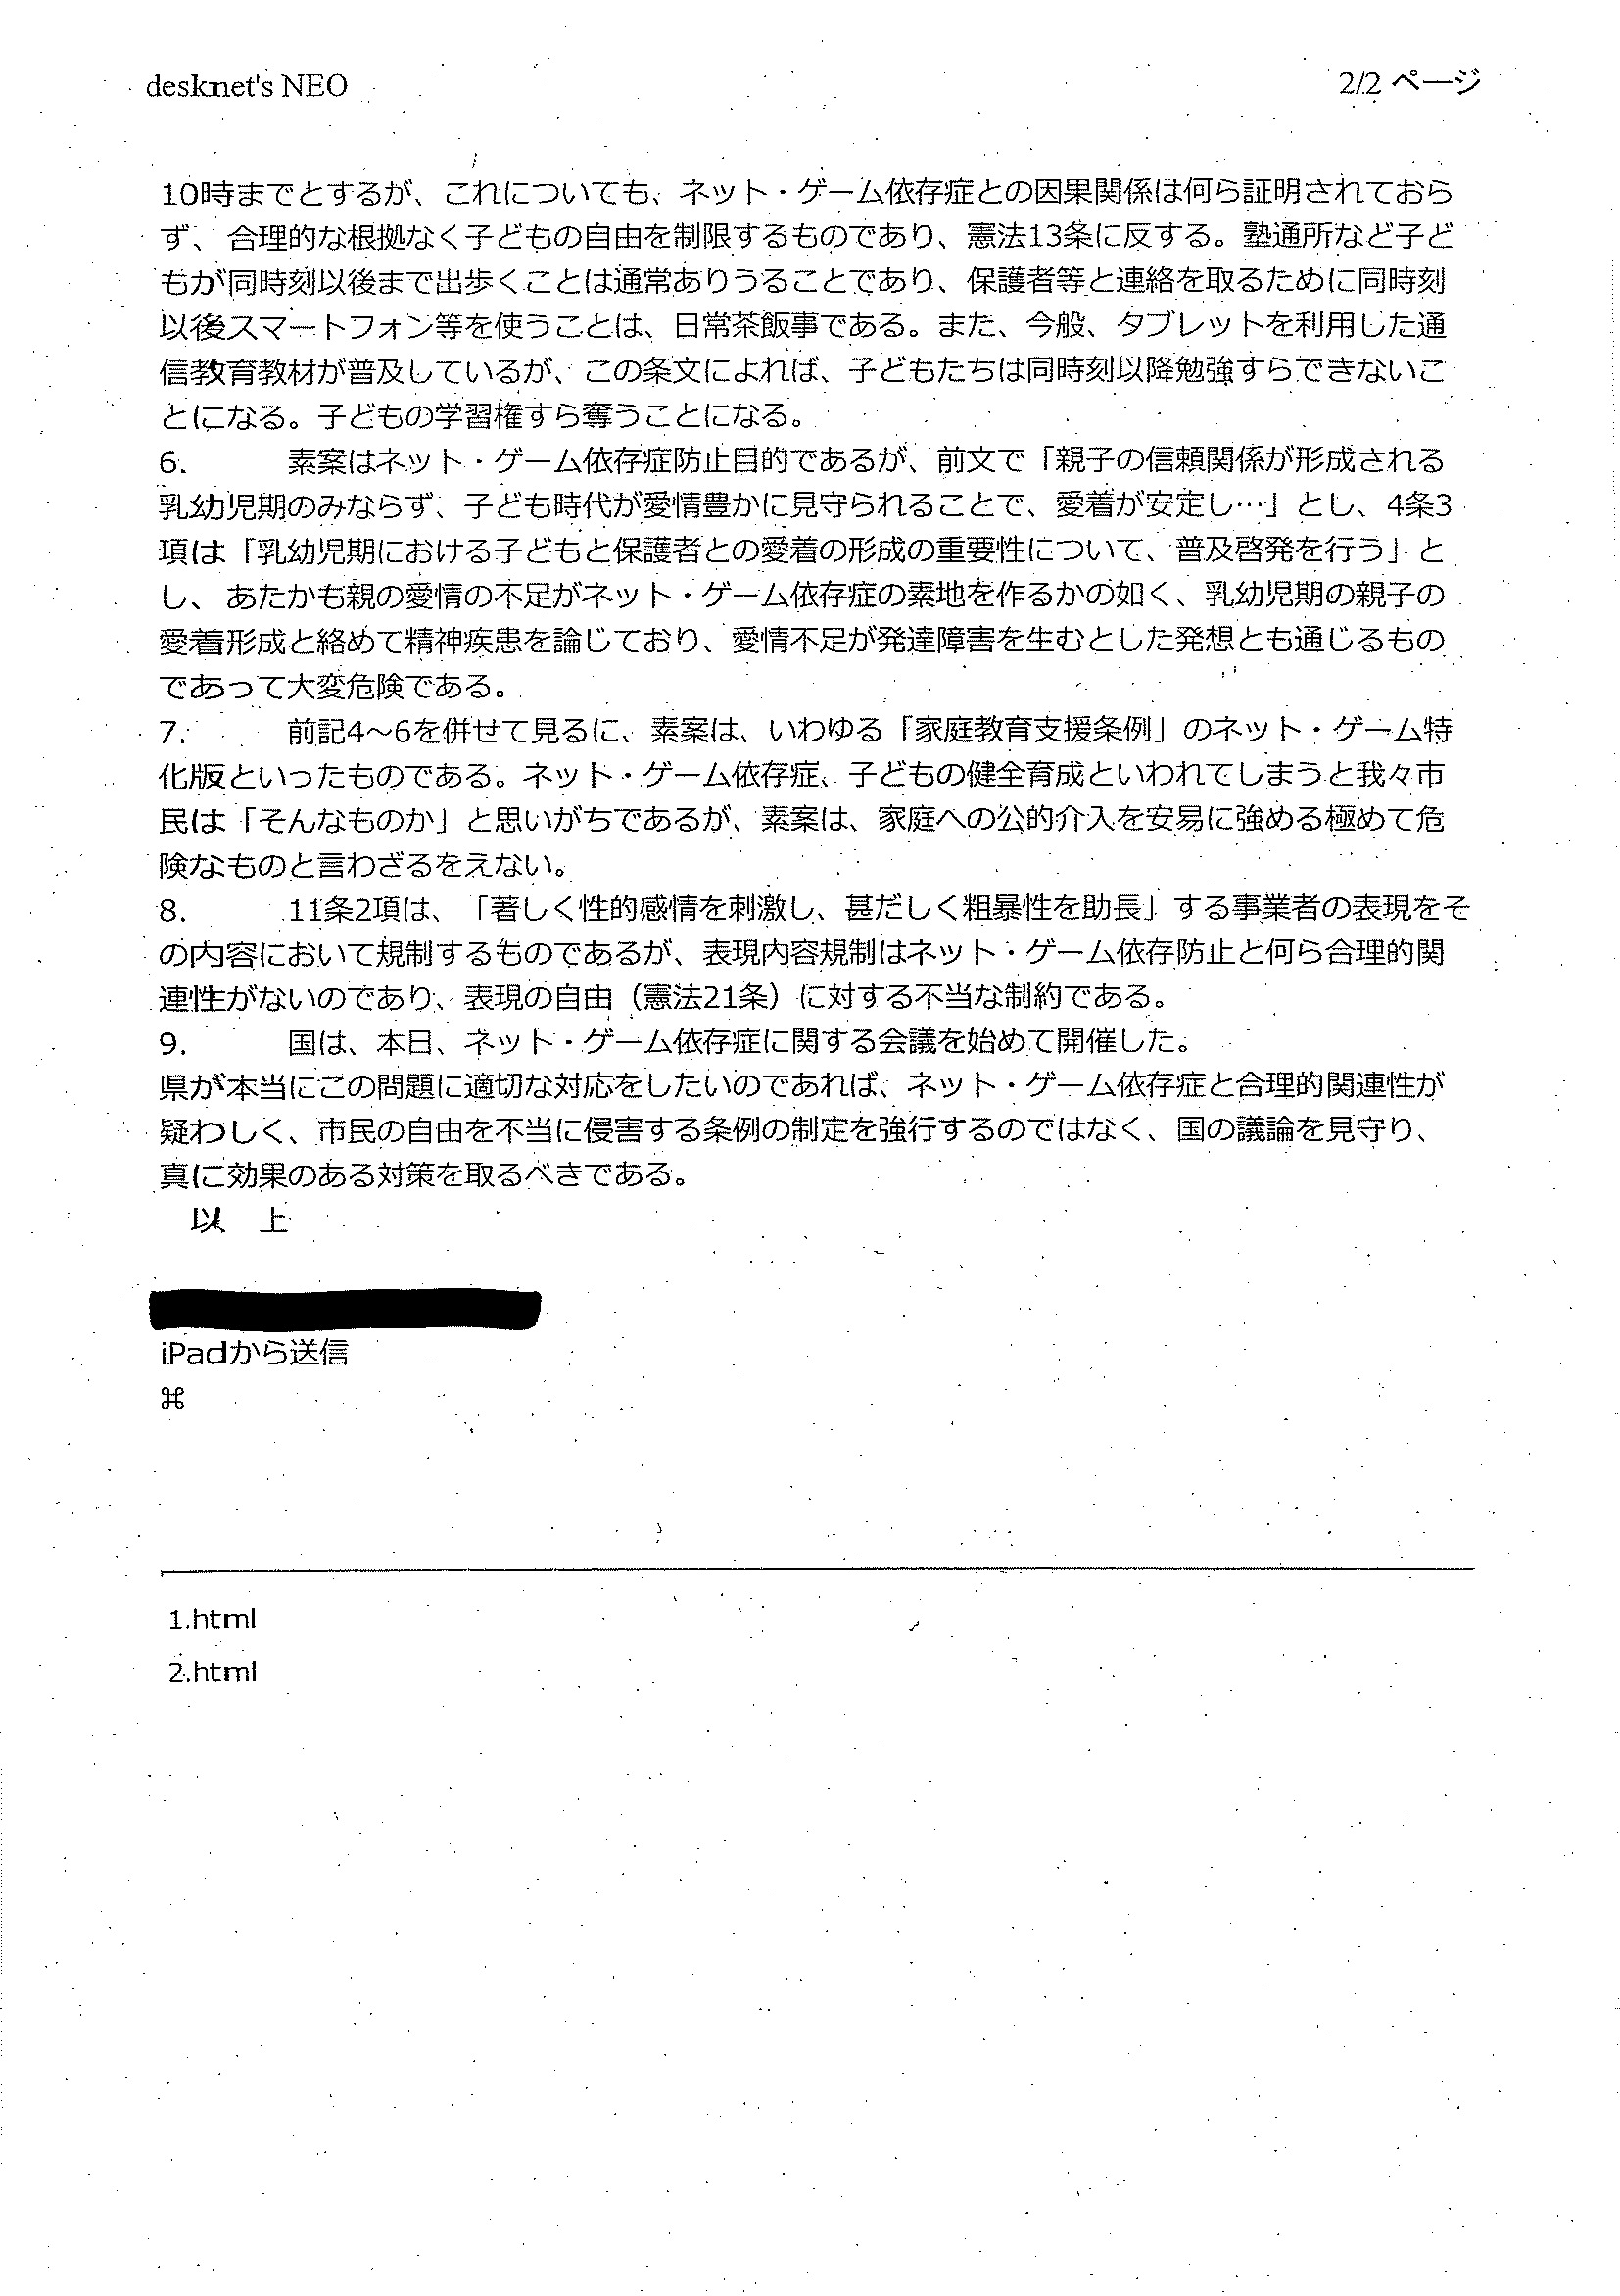 desknet's NEO
2/2 ページ
10時までとするが、これについても、ネット・ゲーム依存症との因果関係は何ら証明されておら
ず、合理的な根拠なく子どもの自由を制限するものであり、憲法13条に反する。塾通所など子ど
もが同時刻以後まで出歩くことは通常ありうることであり、保護者等と連絡を取るために同時刻
以後スマートフォン等を使うことは、日常茶飯事である。また、今般、タブレットを利用した通
信教育教材が普及しているが、この条文によれば、子どもたちは同時刻以降勉強すらできないこ
とになる。子どもの学習権すら奪うことになる。
6.　　　素案はネット・ゲーム依存症防止目的であるが、前文で「親子の信頼関係が形成される
乳幼児期のみならず、子ども時代が愛情豊かに見守られることで、愛着が安定し…」とし、4条3
項は「乳幼児期における子どもと保護者との愛着の形成の重要性について、普及啓発を行う」と
し、あたかも親の愛情の不足がネット・ゲーム依存症の素地を作るかの如く、乳幼児期の親子の
愛着形成と絡めて精神疾患を論じており、愛情不足が発達障害を生むとした発想とも通じるもの
であって大変危険である。
7.　　　前記4～6を併せて見るに、素案は、いわゆる「家庭教育支援条例」のネット・ゲーム特
化版といったものである。ネット・ゲーム依存症、子どもの健全育成といわれてしまうと我々市
民は「そんなものか」と思いがちであるが、素案は、家庭への公的介入を安易に強める極めて危
険なものと言わざるをえない。
8.　　　11条2項は、「著しく性的感情を刺激し、甚だしく粗暴性を助長」する事業者の表現をそ
の内容において規制するものであるが、表現内容規制はネット・ゲーム依存防止と何ら合理的関
連性がないのであり、表現の自由（憲法21条）に対する不当な制約である。
9.　　　国は、本日、ネット・ゲーム依存症に関する会議を始めて開催した。
県が本当にこの問題に適切な対応をしたいのであれば、ネット・ゲーム依存症と合理的関連性が
疑わしく、市民の自由を不当に侵害する条例の制定を強行するのではなく、国の議論を見守り、
真に効果のある対策を取るべきである。
以　上
iPadから送信
⌘
1.html
2.html